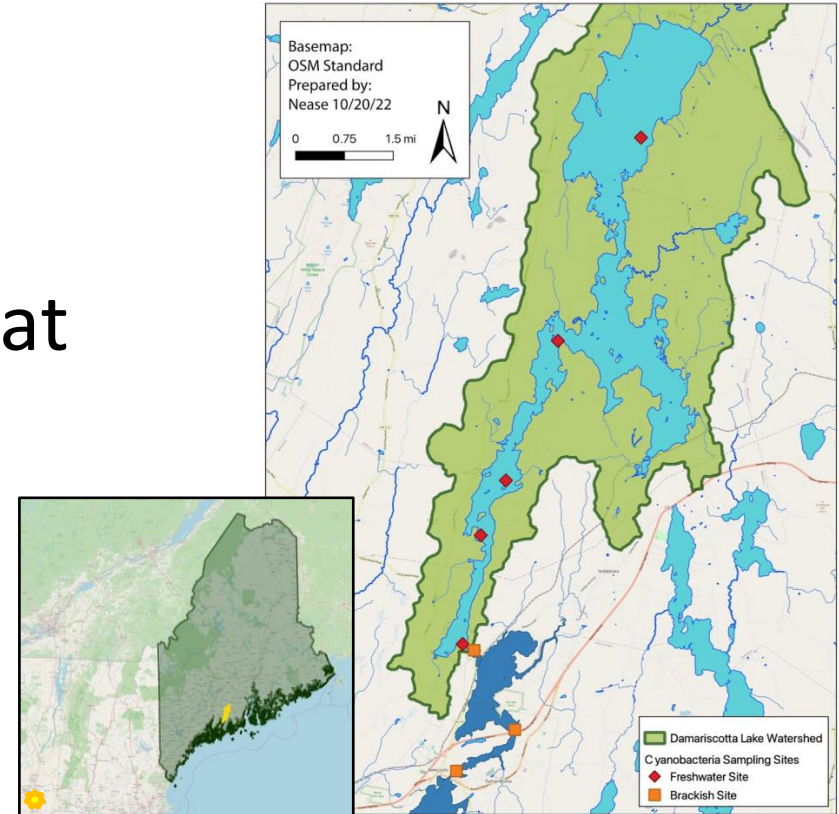 at
Basemap:
OSM Standard
Prepared by:
Nease 10/20/22
N
0 0.75 1.5 mi
Damariscotta Lake Watershed
Cyanobacteria Sampling Sites
Freshwater Site
Brackish Site